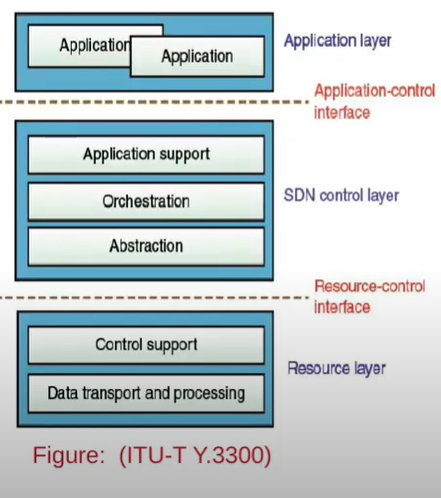 Application
Application
Application layer
Application-control
interface
Application support
Orchestration
Abstraction
SDN control layer
Resource-control
interface
Control support
Data transport and processing
Resource layer
Figure: (ITU-T Y.3300)